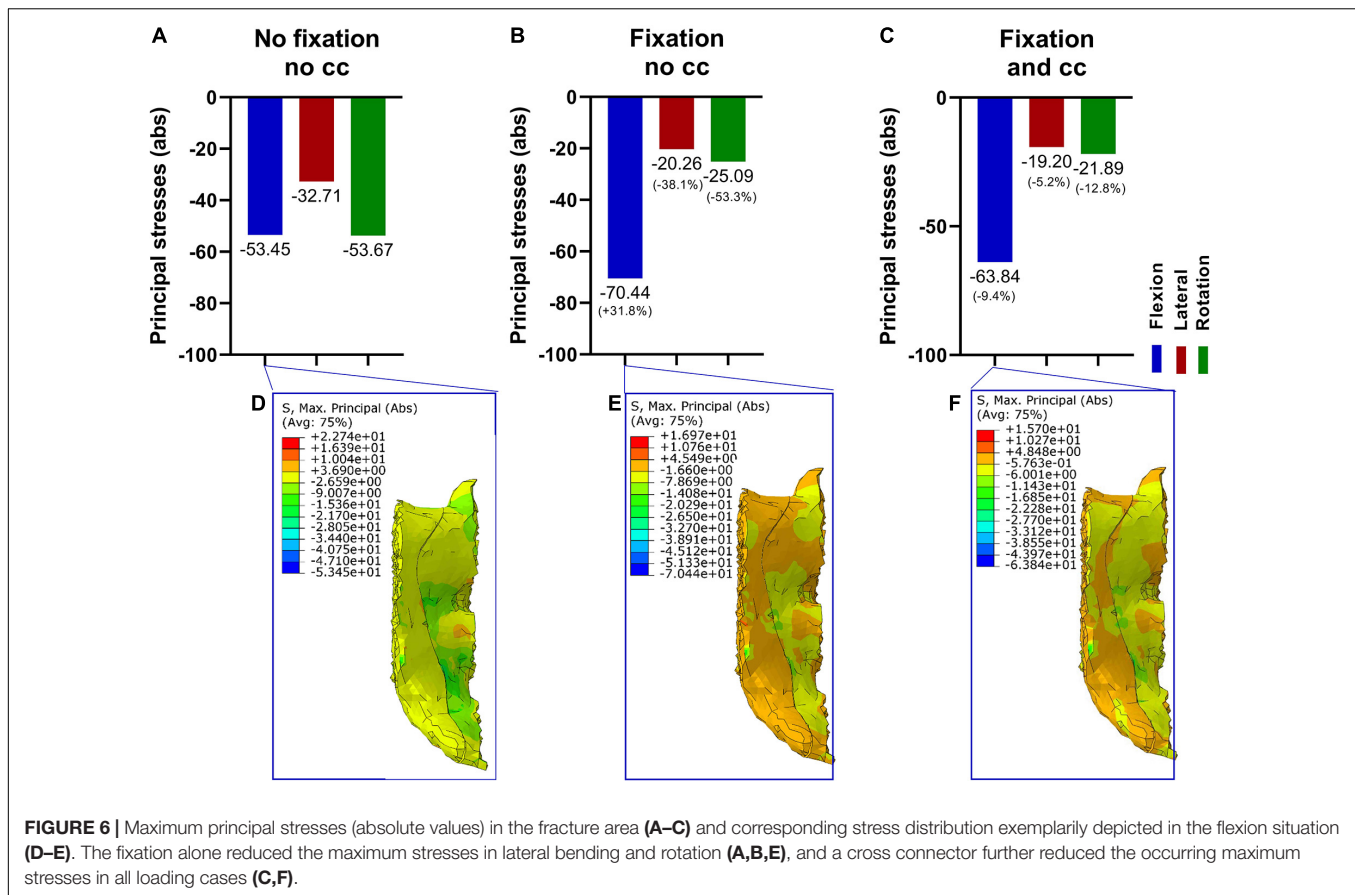 A
No fixation
no cc
B
Fixation
no cc
C
Fixation
and cc
Principal stresses (abs)
0
-20
-40
-60
-80
-100
-53.45
-32.71
-53.67
Principal stresses (abs)
0
-20
-40
-60
-80
-100
-70.44
(+31.8%)
-20.26
(-38.1%)
-25.09
(-53.3%)
Principal stresses (abs)
0
-50
-100
-63.84
(-9.4%)
-19.20
(-5.2%)
-21.89
(-12.8%)
Flexion
Lateral
Rotation
D
S, Max. Principal (Abs)
(Avg: 75%)
+2.274e+01
+1.639e+01
+1.004e+01
+3.690e+00
-2.659e+00
-9.007e+00
-1.536e+01
-2.170e+01
-2.805e+01
-3.440e+01
-4.075e+01
-4.710e+01
-5.345e+01
E
S, Max. Principal (Abs)
(Avg: 75%)
+1.697e+01
+1.076e+01
+4.549e+00
-1.660e+00
-7.869e+00
-1.408e+01
-2.029e+01
-2.650e+01
-3.270e+01
-3.891e+01
-4.512e+01
-5.133e+01
-7.044e+01
F
S, Max. Principal (Abs)
(Avg: 75%)
+1.570e+01
+1.027e+01
+4.848e+00
-5.763e-01
-6.001e+00
-1.143e+01
-1.685e+01
-2.228e+01
-2.770e+01
-3.312e+01
-3.855e+01
-4.397e+01
-6.384e+01
FIGURE 6 | Maximum principal stresses (absolute values) in the fracture area (A–C) and corresponding stress distribution exemplarily depicted in the flexion situation
(D–E). The fixation alone reduced the maximum stresses in lateral bending and rotation (A,B,E), and a cross connector further reduced the occurring maximum
stresses in all loading cases (C,F).